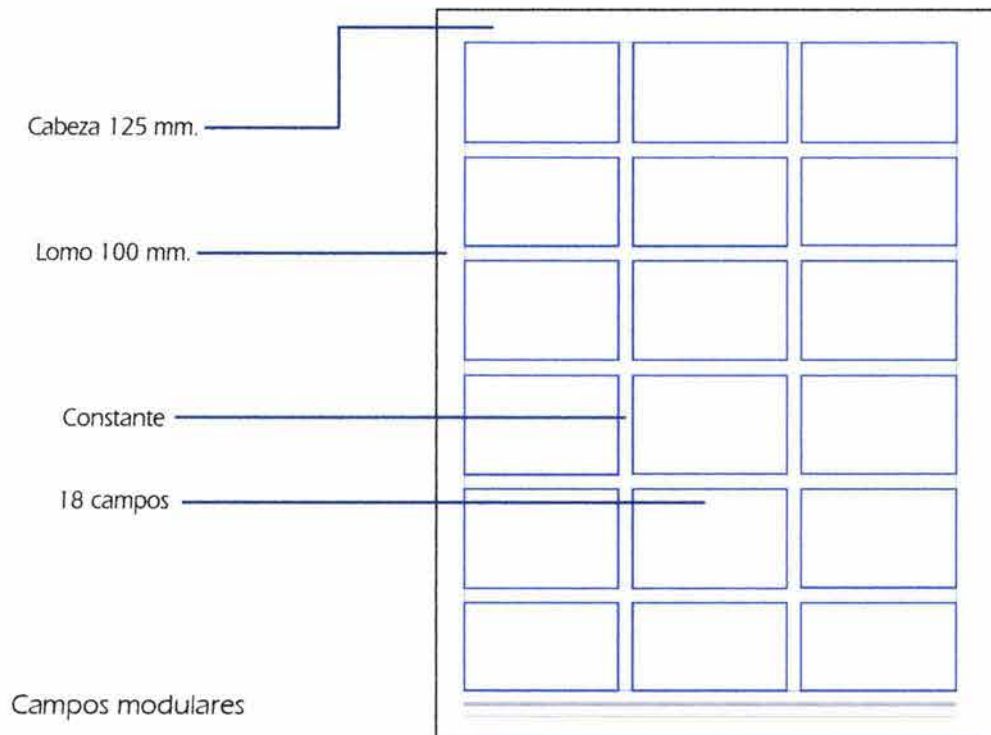 Cabeza 125 mm.
Lomo 100 mm.
Constante
18 campos
Campos modulares